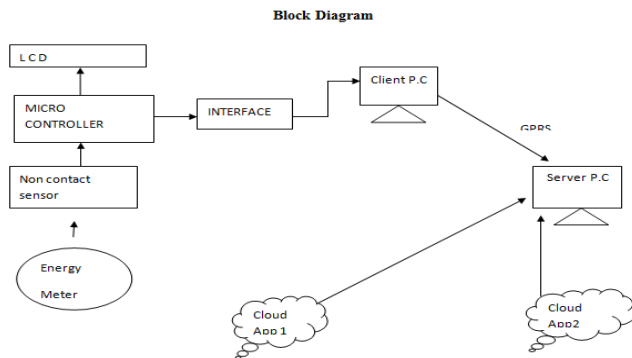 Block Diagram
L C D
Client P.C
MICRO
CONTROLLER
INTERFACE
GPRS
Non contact
sensor
Server P.C
Energy
Meter
Cloud
App 1
Cloud
App2